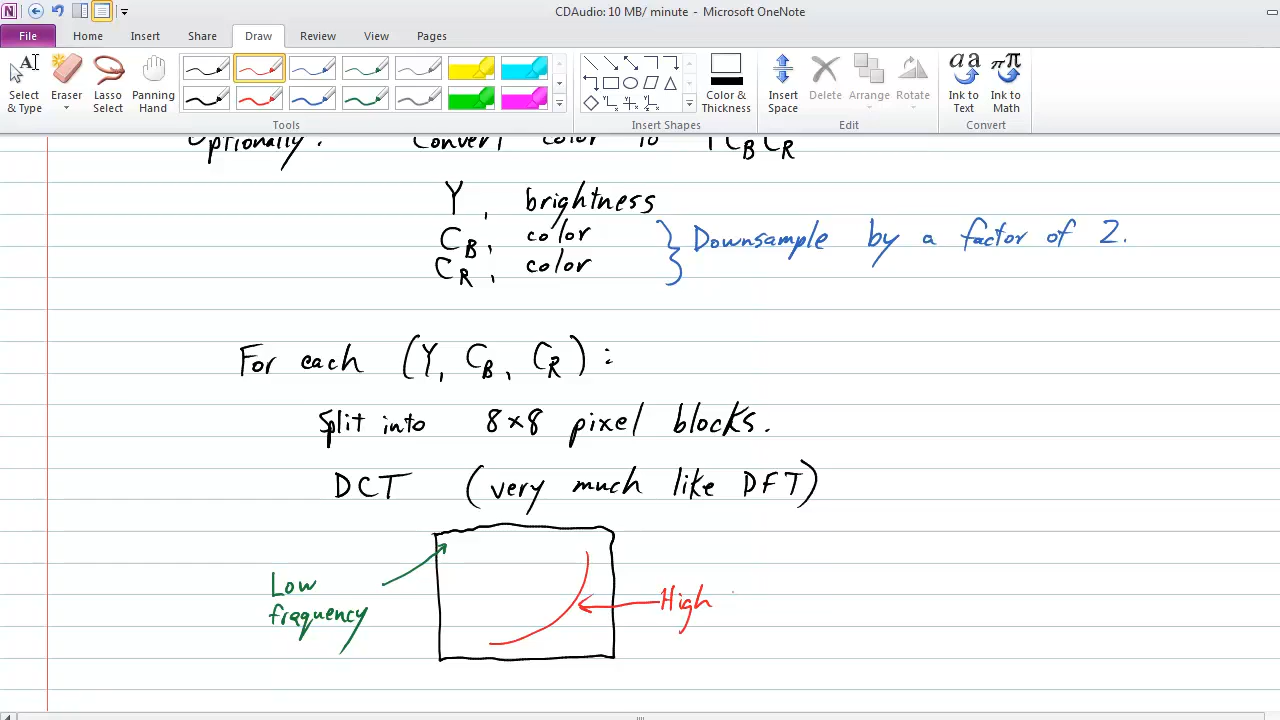 CDAudio: 10 MB/ minute - Microsoft OneNote
File Home Insert Share Draw Review View Pages
Select & Type Eraser Lasso Select Panning Hand Color & Thickness Insert Space Delete Arrange Rotate Ink to Text Ink to Math
Tools Insert Shapes Edit Convert
Optionally: Convert color to YCBCR
Y, brightness
CB, color
CR, color
Downsample by a factor of 2.
For each (Y, CB, CR) :
Split into 8×8 pixel blocks.
DCT (very much like DFT)
Low
frequency
High